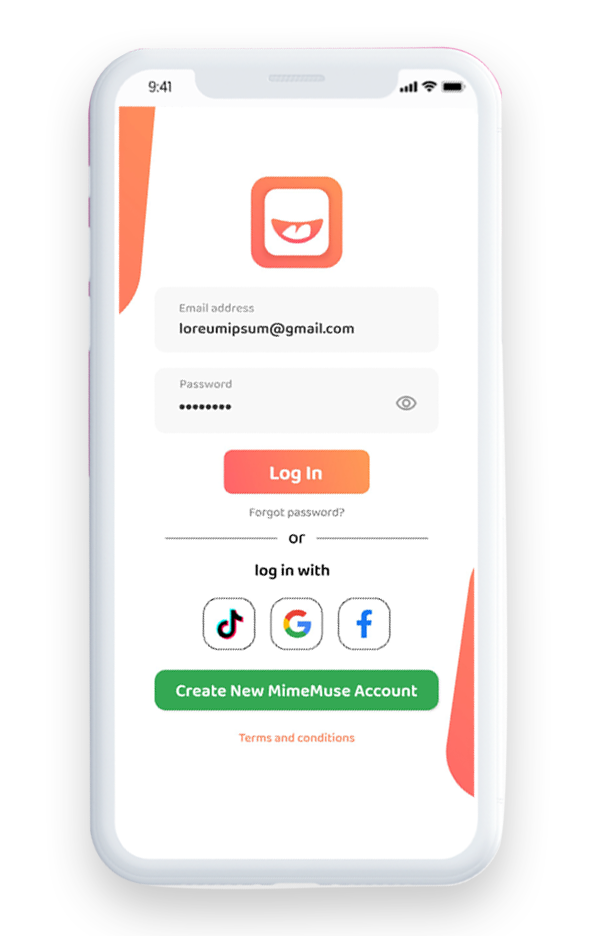 9:41
Email address
loreumipsum@gmail.com
Password
••••••••
Log In
Forgot password?
or
log in with
Create New MimeMuse Account
Terms and conditions